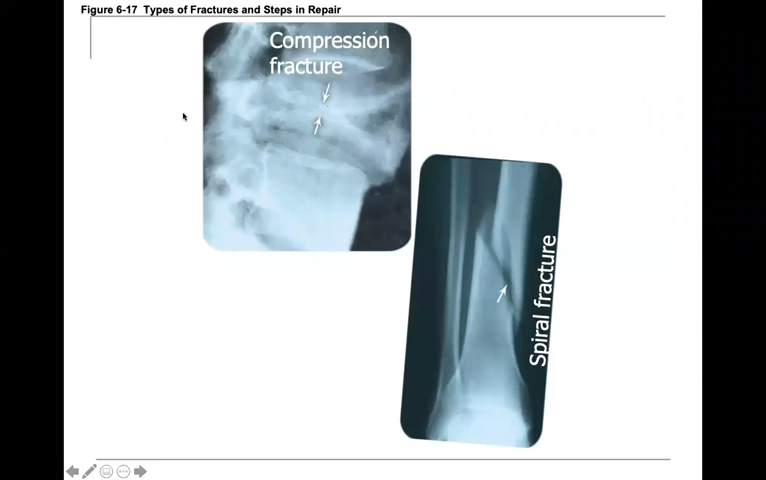 Figure 6-17 Types of Fractures and Steps in Repair
Compression
fracture
Spiral fracture